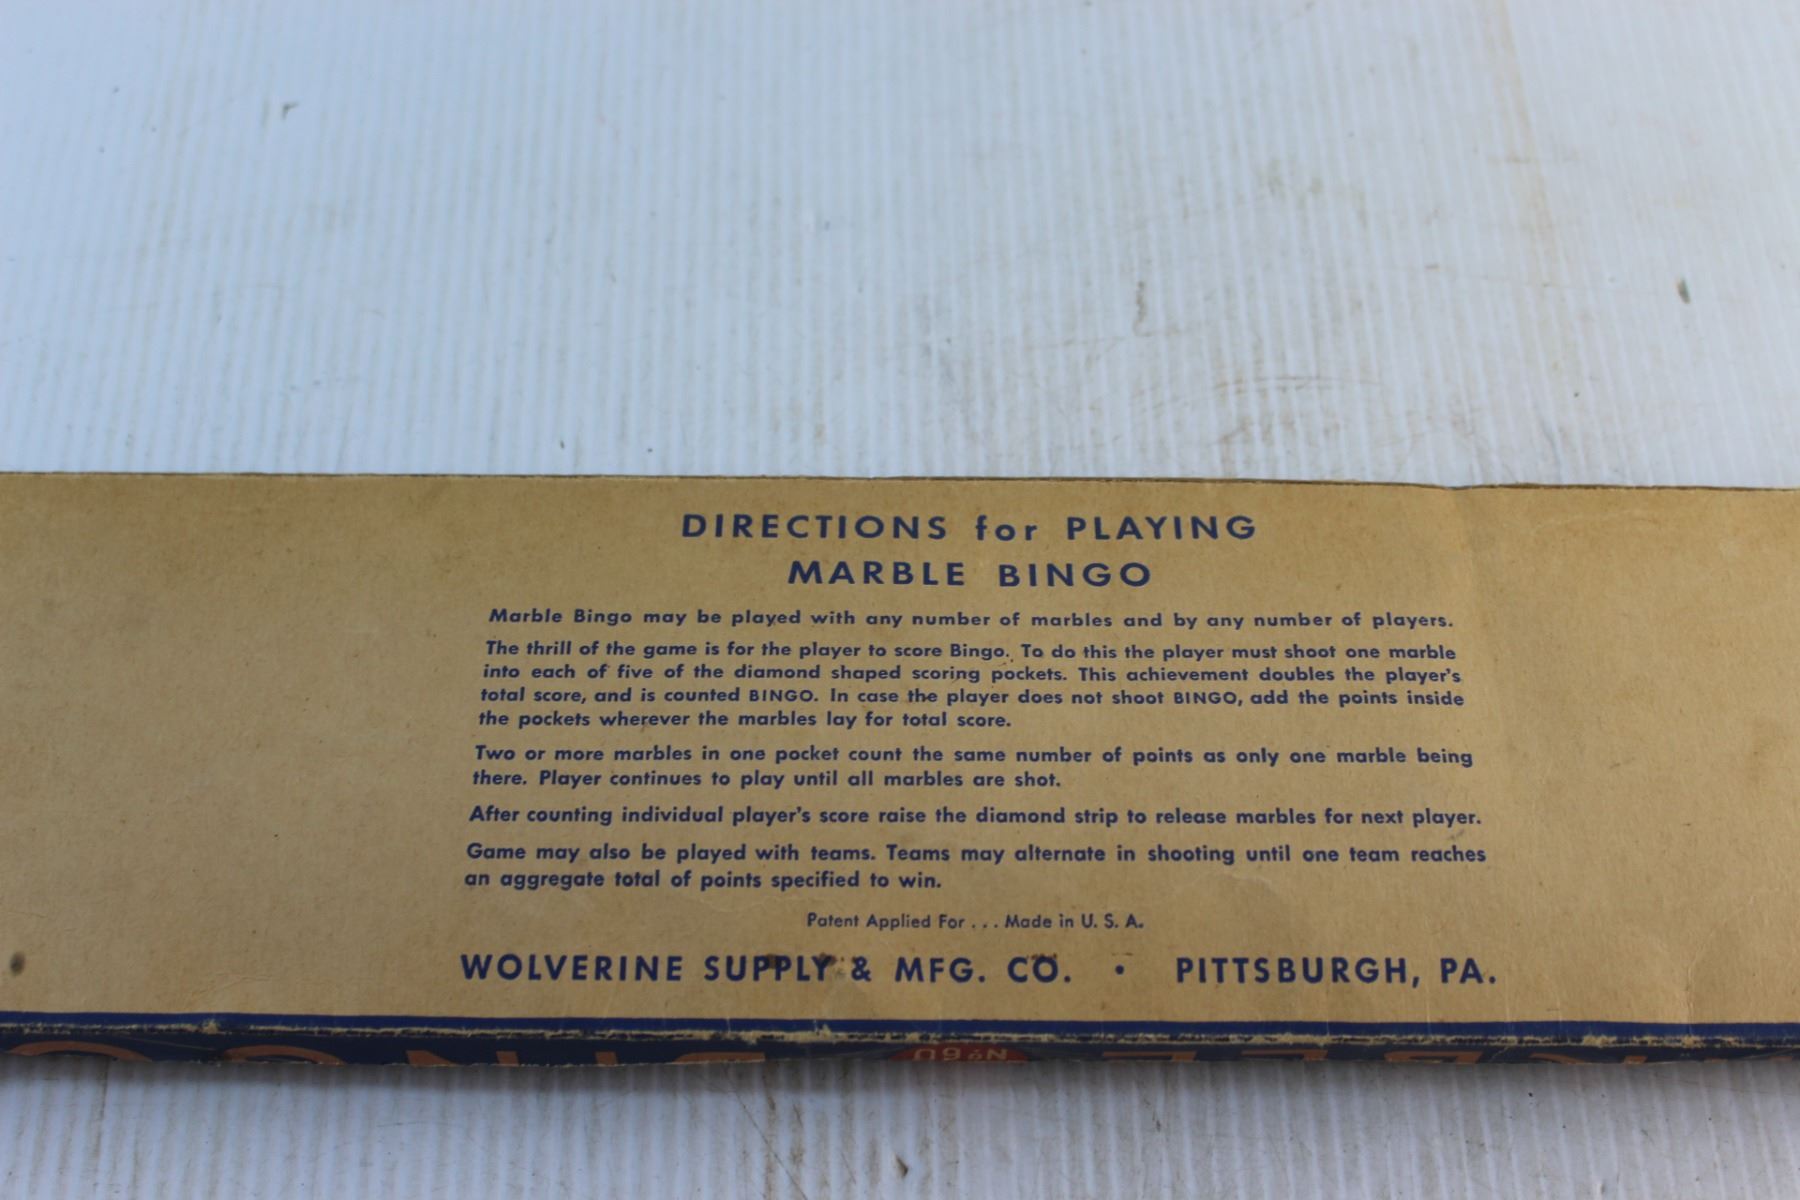 DIRECTIONS for PLAYING
MARBLE BINGO
Marble Bingo may be played with any number of marbles and by any number of players.
The thrill of the game is for the player to score Bingo. To do this the player must shoot one marble
into each of five of the diamond shaped scoring pockets. This achievement doubles the player's
total score, and is counted BINGO. In case the player does not shoot BINGO, add the points inside
the pockets wherever the marbles lay for total score.
Two or more marbles in one pocket count the same number of points as only one marble being
there. Player continues to play until all marbles are shot.
After counting individual player's score raise the diamond strip to release marbles for next player.
Game may also be played with teams. Teams may alternate in shooting until one team reaches
an aggregate total of points specified to win.
Patent Applied For . . . Made in U. S. A.
WOLVERINE SUPPLY & MFG. CO. • PITTSBURGH, PA.
No 60